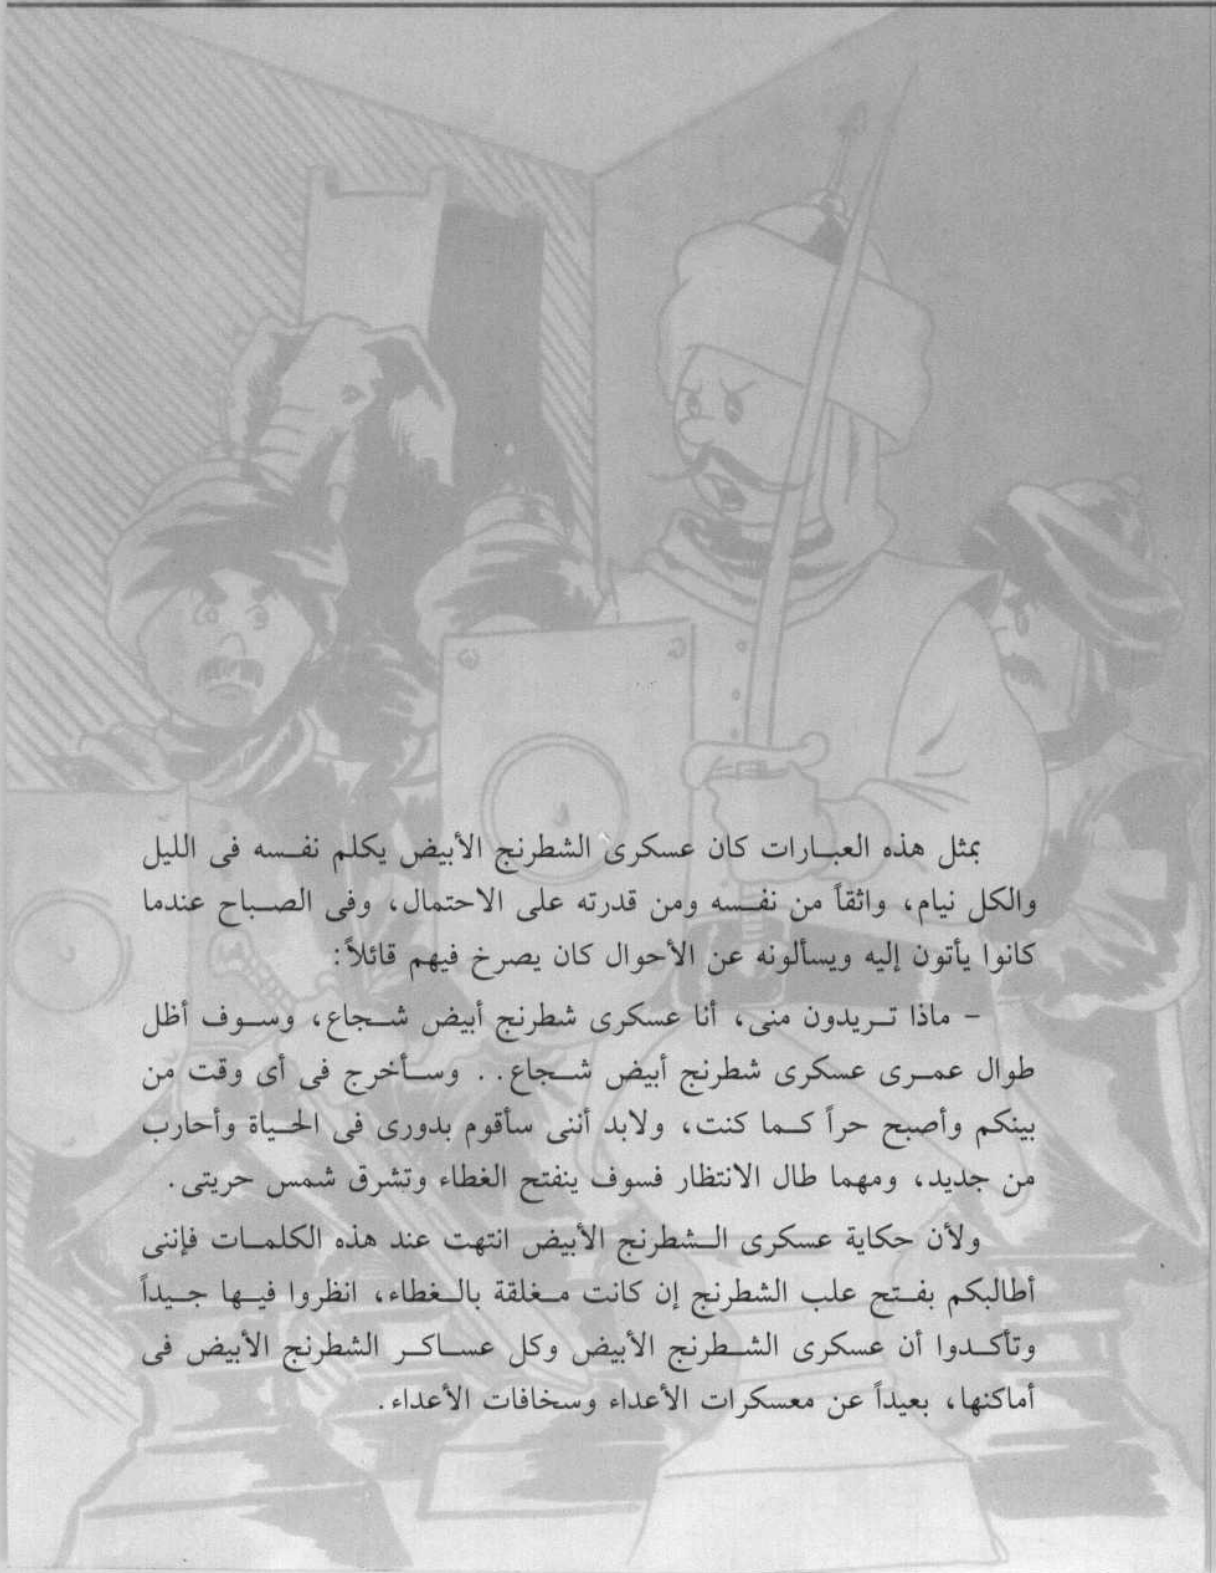 بمثل هذه العبارات كان عسكرى الشطرنج الأبيض يكلم نفسه فى الليل
والكل نيام، واثقاً من نفسه ومن قدرته على الاحتمال، وفى الصباح عندما
كانوا يأتون إليه ويسألونه عن الأحوال كان يصرخ فيهم قائلاً:
- ماذا تريدون منى، أنا عسكرى شطرنج أبيض شجاع، وسوف أظل
طوال عمرى عسكرى شطرنج أبيض شجاع.. وسأخرج فى أى وقت من
بينكم وأصبح حراً كما كنت، ولابد أننى سأقوم بدورى فى الحياة وأحارب
من جديد، ومهما طال الانتظار فسوف ينفتح الغطاء وتشرق شمس حريتى.
ولأن حكاية عسكرى الشطرنج الأبيض انتهت عند هذه الكلمات فإننى
أطالبكم بفتح علب الشطرنج إن كانت مغلقة بالغطاء، انظروا فيها جيداً
وتأكدوا أن عسكرى الشطرنج الأبيض وكل عساكر الشطرنج الأبيض فى
أماكنها، بعيداً عن معسكرات الأعداء وسخافات الأعداء.